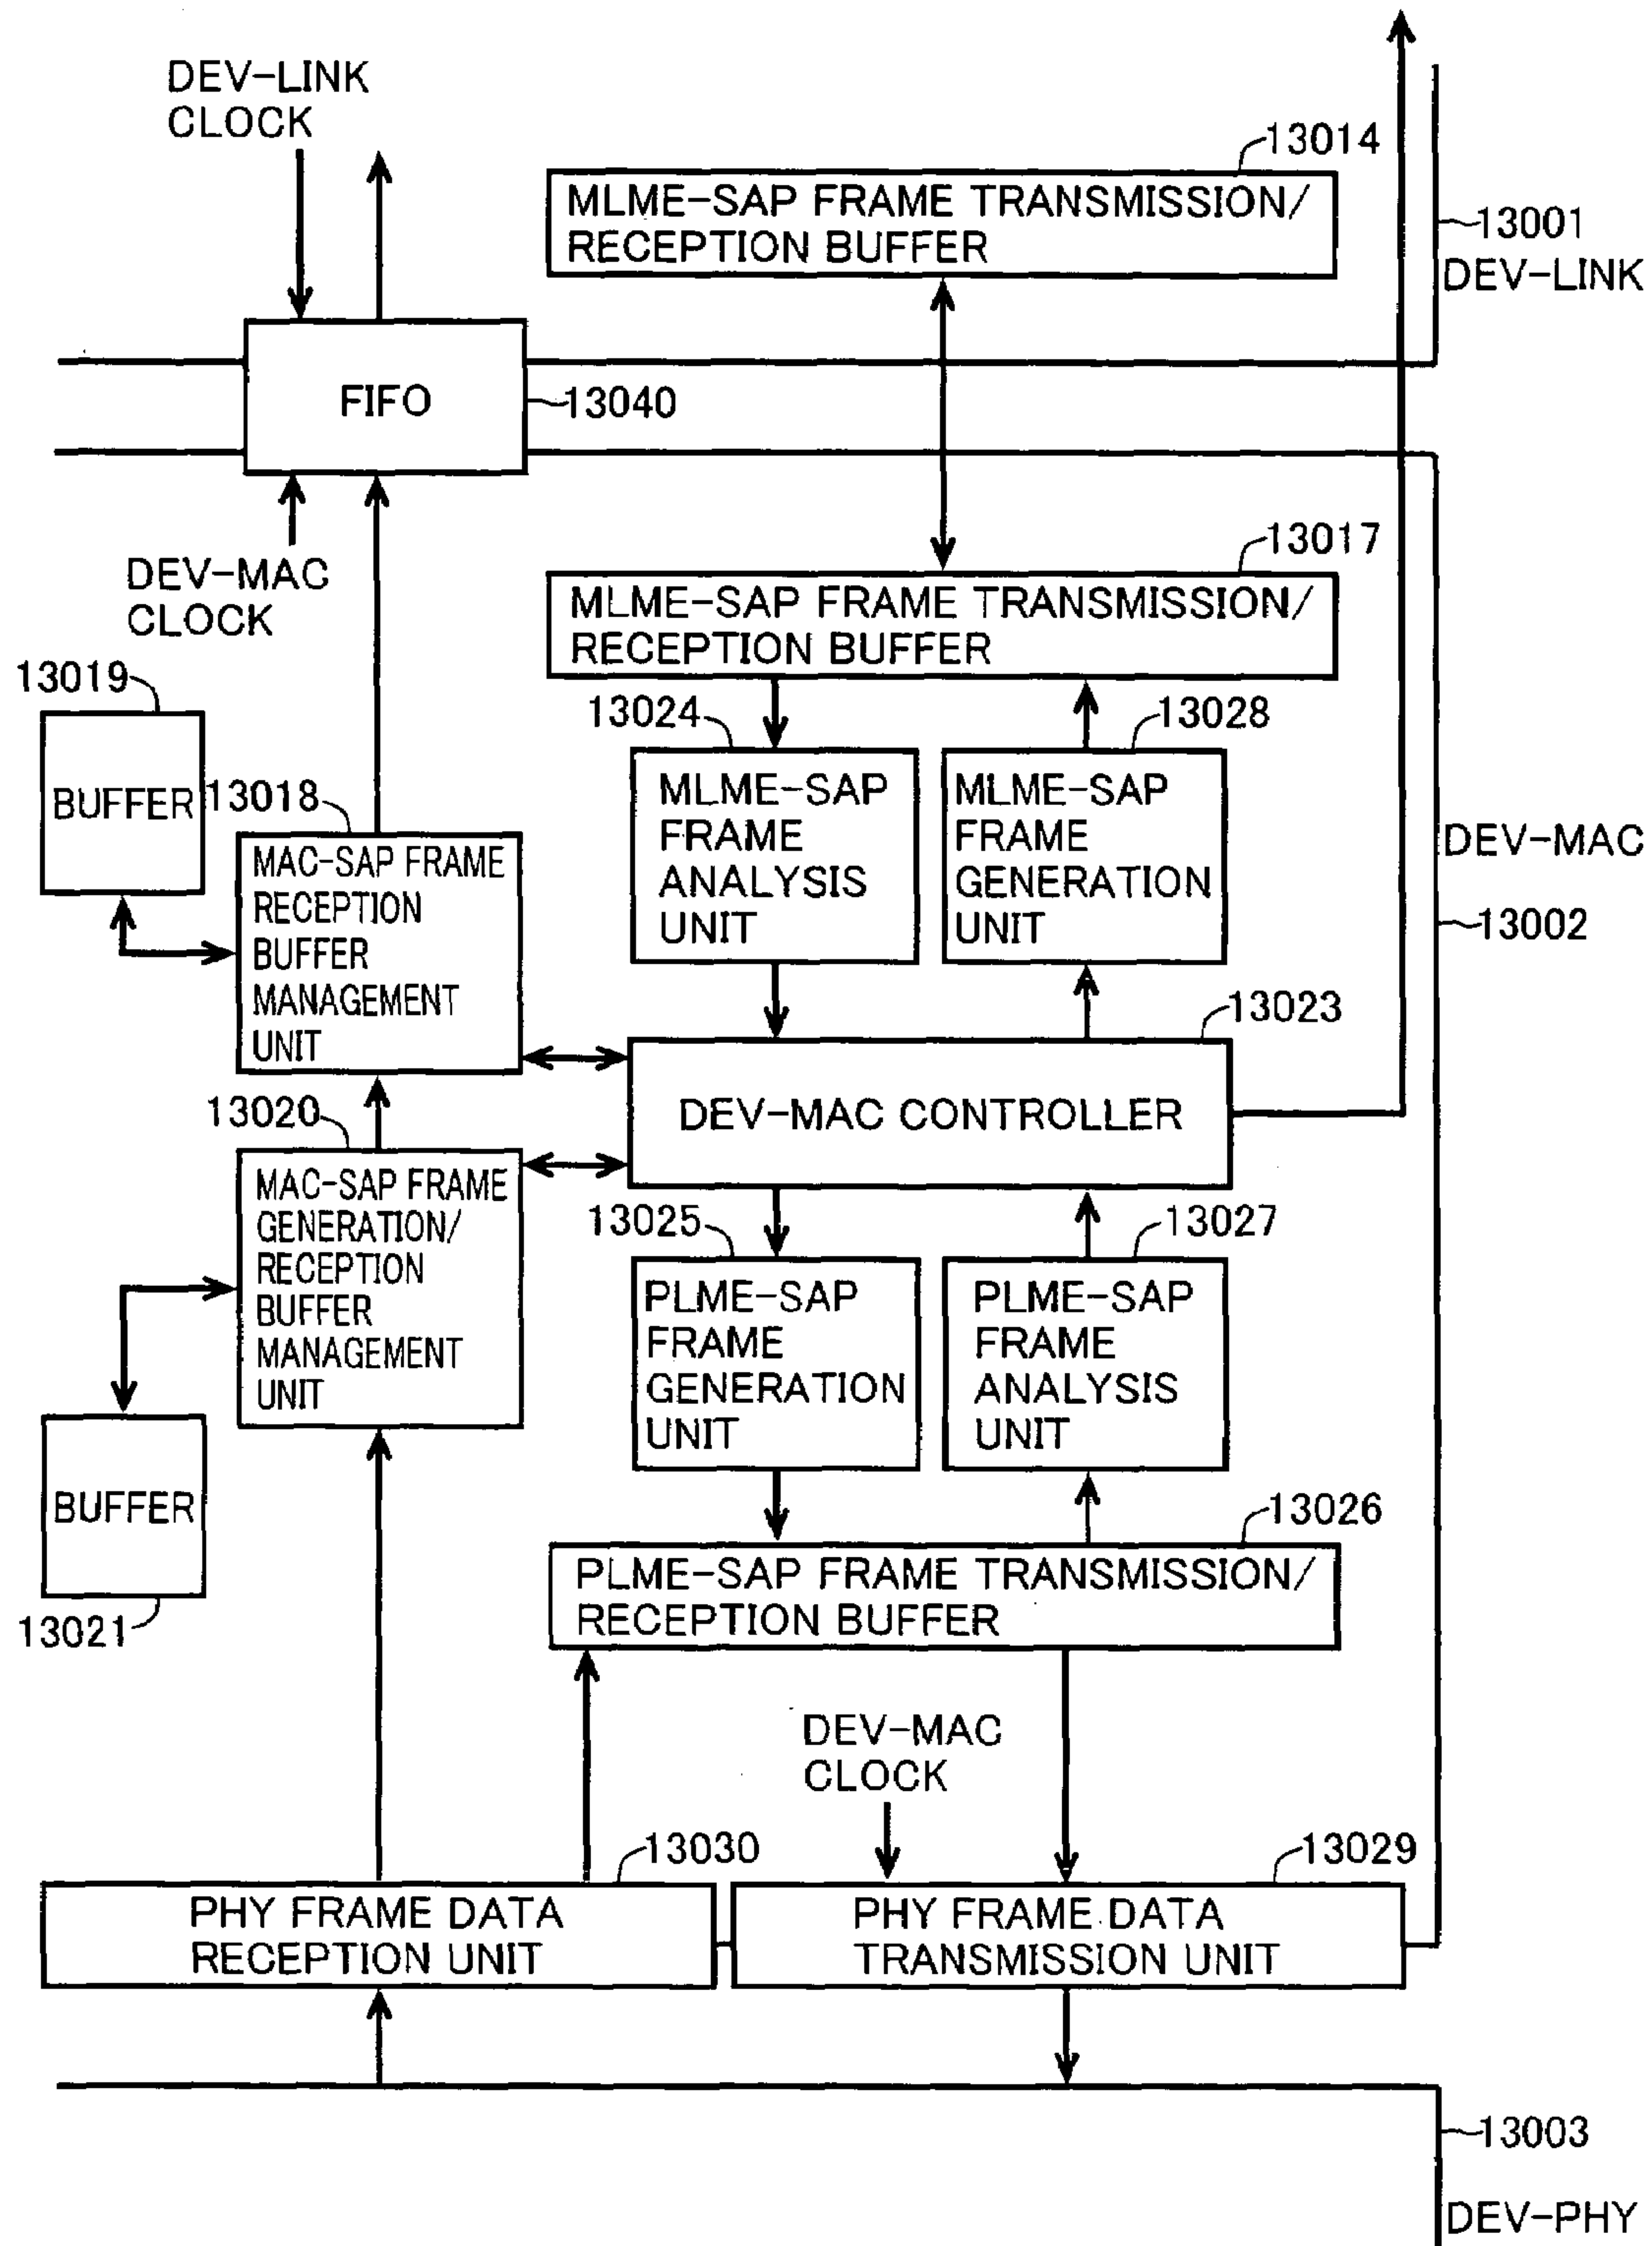 DEV-LINK
CLOCK
13014
MLME-SAP FRAME TRANSMISSION/
RECEPTION BUFFER
13001
DEV-LINK
FIFO
13040
DEV-MAC
CLOCK
13017
MLME-SAP FRAME TRANSMISSION/
RECEPTION BUFFER
13019
BUFFER
13024
13028
MLME-SAP
FRAME
ANALYSIS
UNIT
MLME-SAP
FRAME
GENERATION
UNIT
13018
MAC-SAP FRAME
RECEPTION
BUFFER
MANAGEMENT
UNIT
DEV-MAC
13002
13023
DEV-MAC CONTROLLER
13020
MAC-SAP FRAME
GENERATION/
RECEPTION
BUFFER
MANAGEMENT
UNIT
13025
13027
PLME-SAP
FRAME
GENERATION
UNIT
PLME-SAP
FRAME
ANALYSIS
UNIT
BUFFER
13021
13026
PLME-SAP FRAME TRANSMISSION/
RECEPTION BUFFER
DEV-MAC
CLOCK
13030
13029
PHY FRAME DATA
RECEPTION UNIT
PHY FRAME DATA
TRANSMISSION UNIT
13003
DEV-PHY